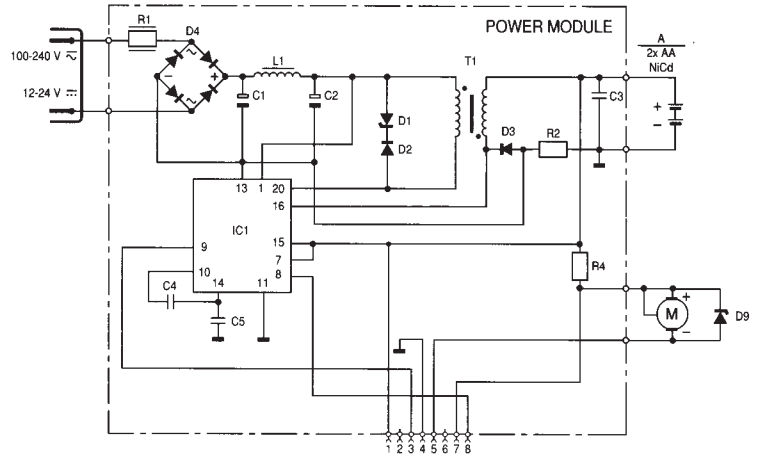 POWER MODULE
R1
D4
A
2x AA
NiCd
100-240 V
12-24 V
L1
T1
C1
C2
D1
D2
D3
R2
C3
+
−
+
−
13
1
20
16
IC1
15
9
7
10
8
14
11
R4
C4
C5
M
+
−
D9
1 2 3 4 5 6 7 8